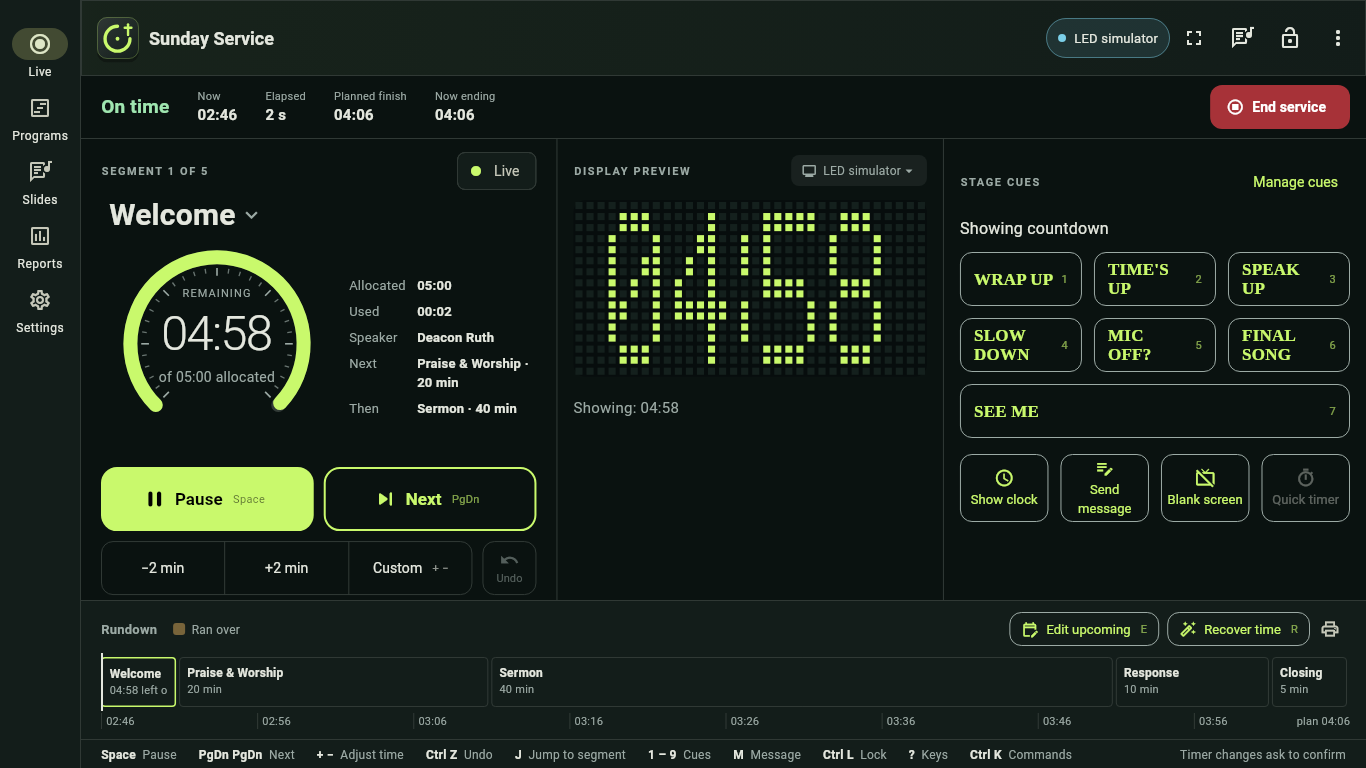 Live
Programs
Slides
Reports
Settings
Sunday Service
LED simulator
On time
Now
02:46
Elapsed
2 s
Planned finish
04:06
Now ending
04:06
End service
SEGMENT 1 OF 5
Live
Welcome
REMAINING
04:58
of 05:00 allocated
Allocated 05:00
Used 00:02
Speaker Deacon Ruth
Next Praise & Worship ·
20 min
Then Sermon · 40 min
Pause Space
Next PgDn
−2 min
+2 min
Custom + −
Undo
DISPLAY PREVIEW
LED simulator
04:58
Showing: 04:58
STAGE CUES
Manage cues
Showing countdown
WRAP UP 1
TIME'S
UP 2
SPEAK
UP 3
SLOW
DOWN 4
MIC
OFF? 5
FINAL
SONG 6
SEE ME 7
Show clock
Send
message
Blank screen
Quick timer
Rundown
Ran over
Edit upcoming E
Recover time R
Welcome
04:58 left o
Praise & Worship
20 min
Sermon
40 min
Response
10 min
Closing
5 min
02:46 02:56 03:06 03:16 03:26 03:36 03:46 03:56 plan 04:06
Space Pause PgDn PgDn Next + − Adjust time Ctrl Z Undo J Jump to segment 1 – 9 Cues M Message Ctrl L Lock ? Keys Ctrl K Commands Timer changes ask to confirm